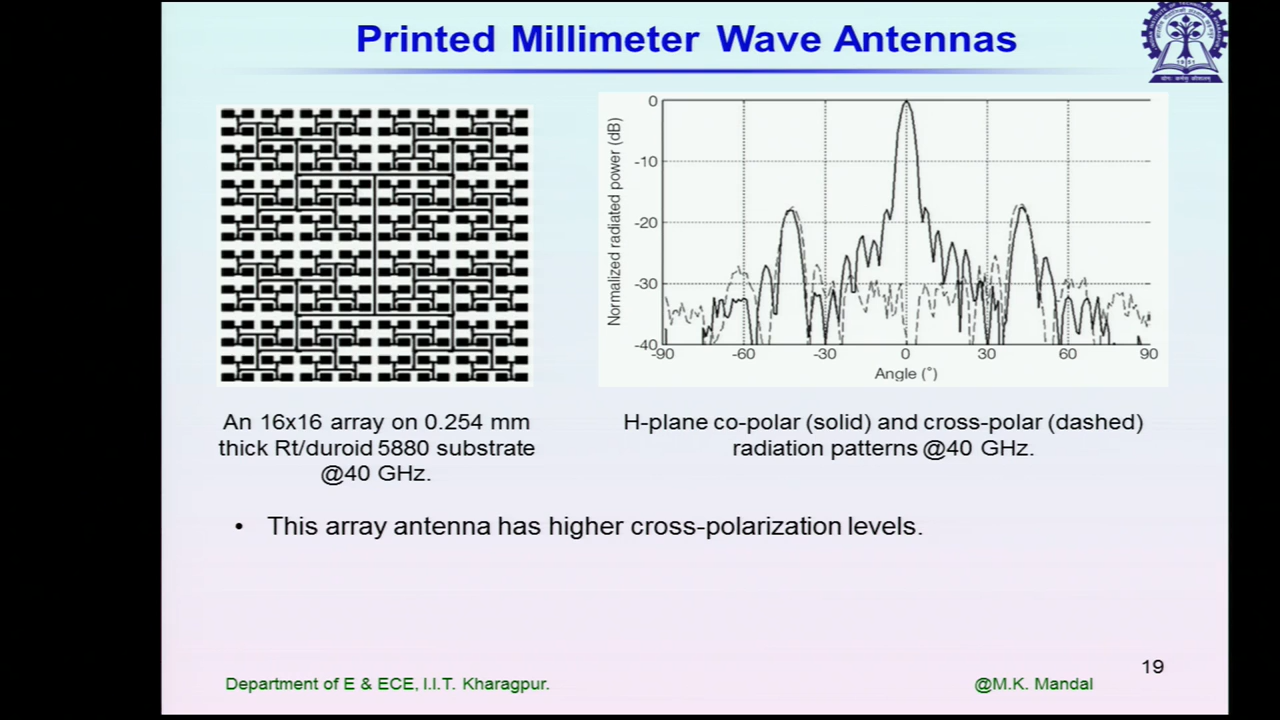 Printed Millimeter Wave Antennas
An 16x16 array on 0.254 mm
thick Rt/duroid 5880 substrate
@40 GHz.
Normalized radiated power (dB)
0
-10
-20
-30
-40
-90
-60
-30
0
30
60
90
Angle (°)
H-plane co-polar (solid) and cross-polar (dashed)
radiation patterns @40 GHz.
• This array antenna has higher cross-polarization levels.
19
Department of E & ECE, I.I.T. Kharagpur.
@M.K. Mandal